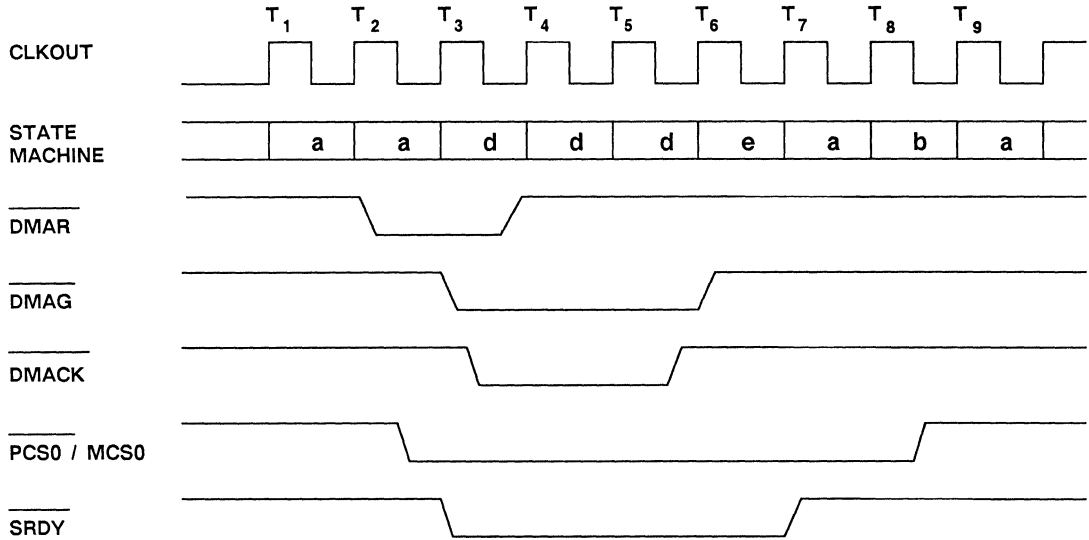 T1 T2 T3 T4 T5 T6 T7 T8 T9
CLKOUT
STATE
MACHINE
a a d d d e a b a
DMAR
DMAG
DMACK
PCS0 / MCS0
SRDY